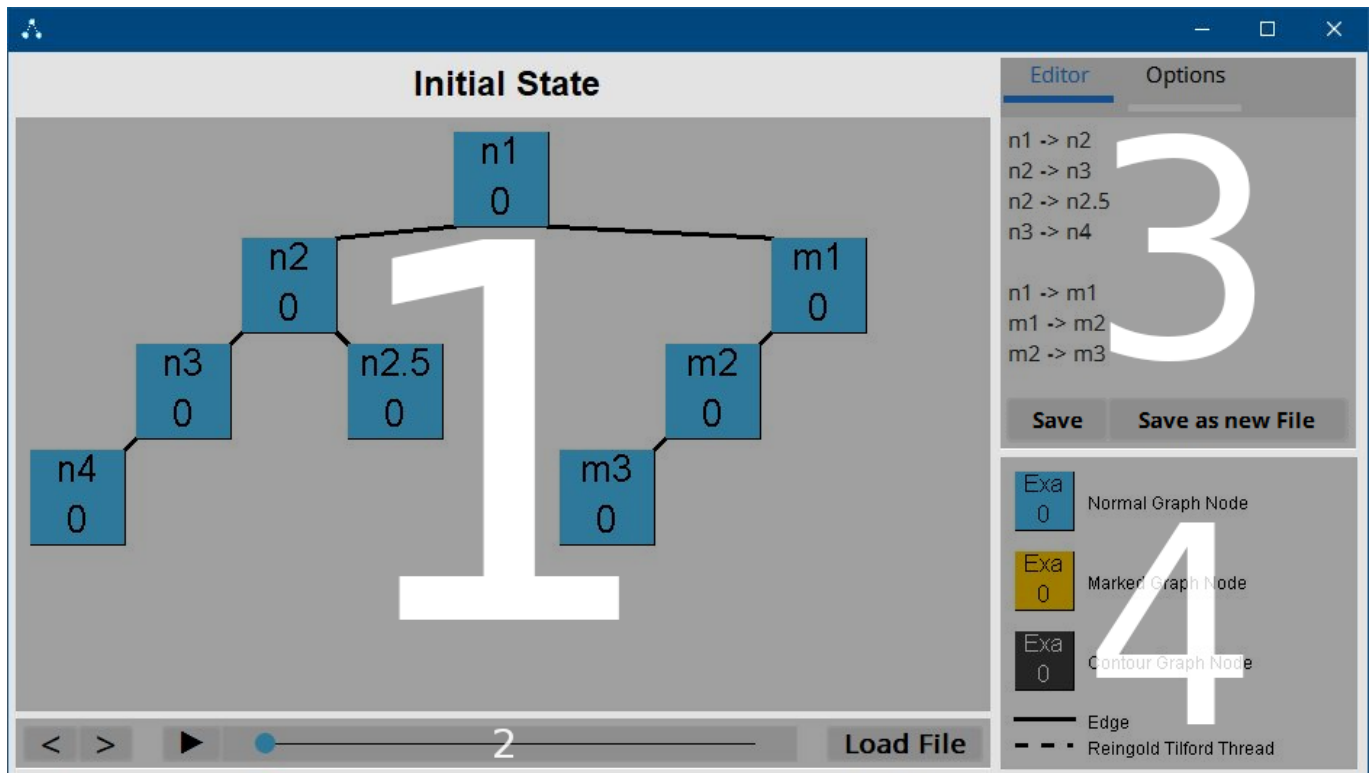 Initial State
n1
0
n2
0
m1
0
n3
0
n2.5
0
m2
0
n4
0
m3
0
1
< > ▶ 2 Load File
Editor Options
n1 -> n2
n2 -> n3
n2 -> n2.5
n3 -> n4
n1 -> m1
m1 -> m2
m2 -> m3
3
Save Save as new File
Exa
0
Normal Graph Node
Exa
0
Marked Graph Node
Exa
0
Contour Graph Node
4
Edge
Reingold Tilford Thread